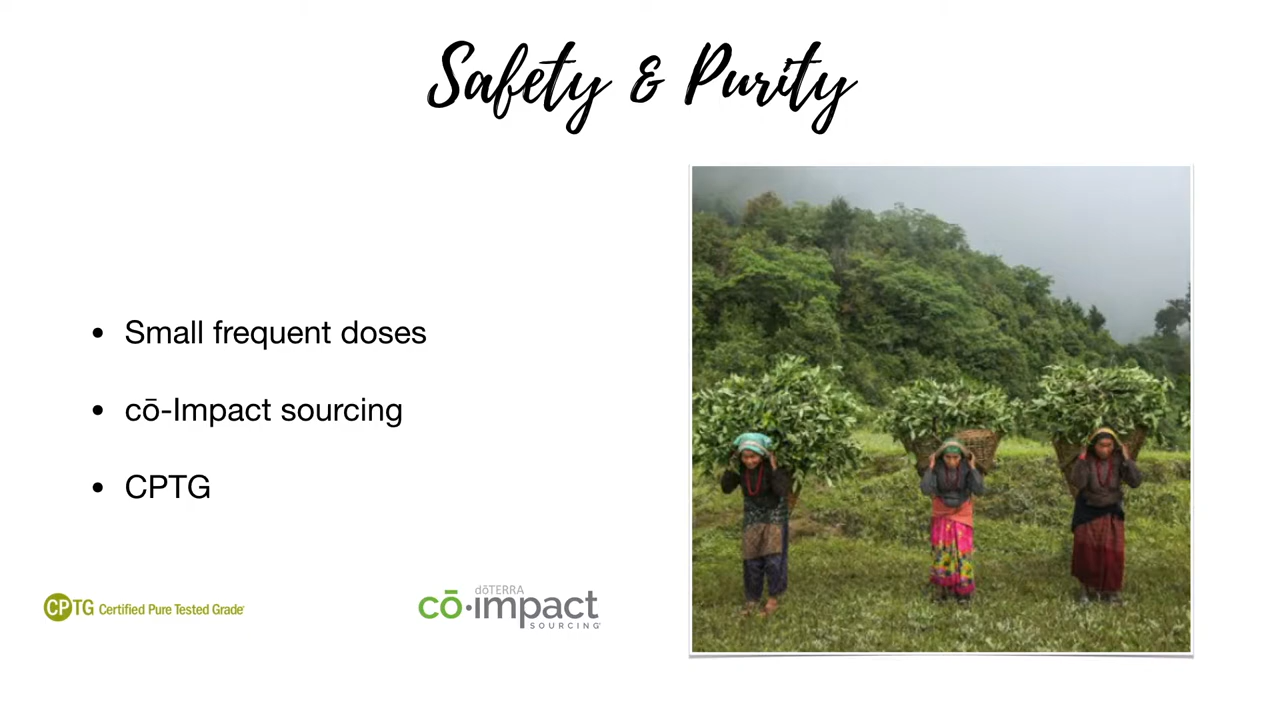 Safety & Purity
• Small frequent doses
• cō-Impact sourcing
• CPTG
CPTG Certified Pure Tested Grade
dōTERRA
cō·impact
SOURCING